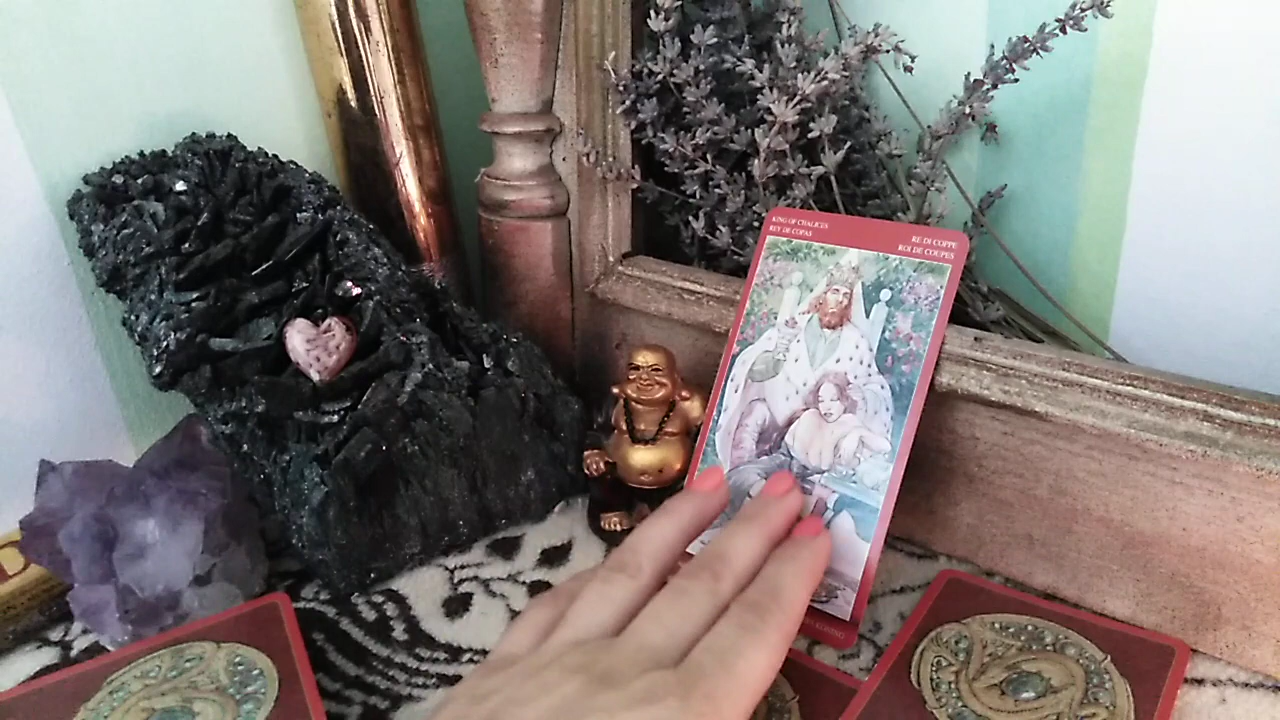 KING OF CHALICES
REY DE COPAS
RE DI COPPE
ROI DE COUPES